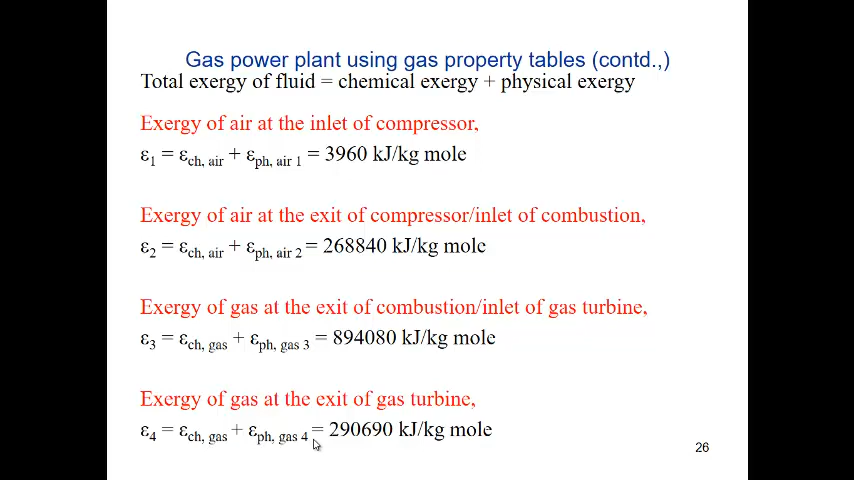 Gas power plant using gas property tables (contd.,)
Total exergy of fluid = chemical exergy + physical exergy
Exergy of air at the inlet of compressor,
ε1 = εch, air + εph, air 1 = 3960 kJ/kg mole
Exergy of air at the exit of compressor/inlet of combustion,
ε2 = εch, air + εph, air 2 = 268840 kJ/kg mole
Exergy of gas at the exit of combustion/inlet of gas turbine,
ε3 = εch, gas + εph, gas 3 = 894080 kJ/kg mole
Exergy of gas at the exit of gas turbine,
ε4 = εch, gas + εph, gas 4 = 290690 kJ/kg mole
26